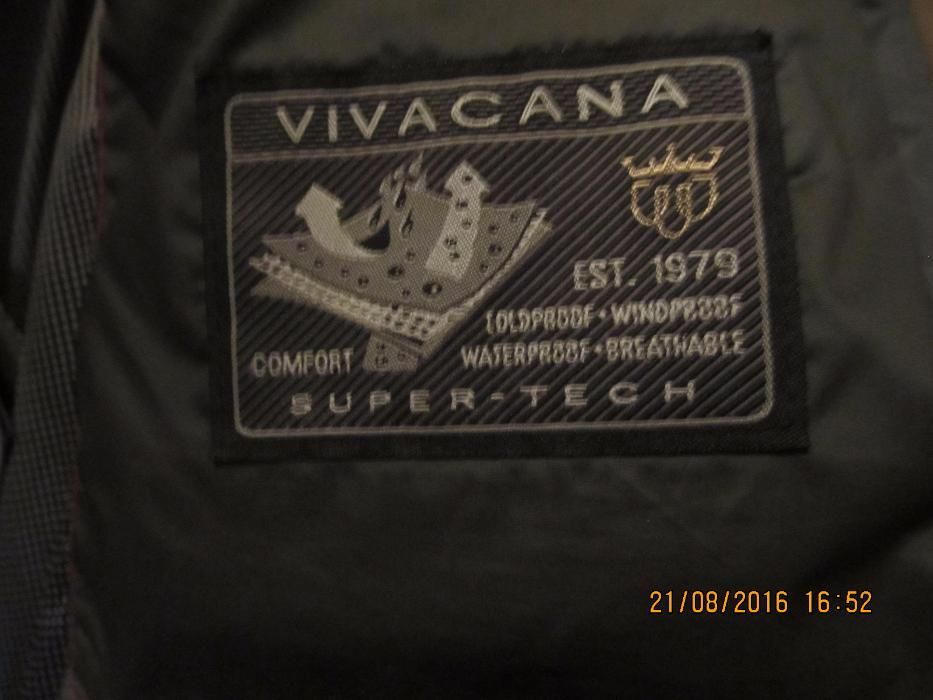 VIVACANA
EST. 1979
COLDPROOF • WINDPROOF
COMFORT WATERPROOF • BREATHABLE
SUPER-TECH
21/08/2016 16:52